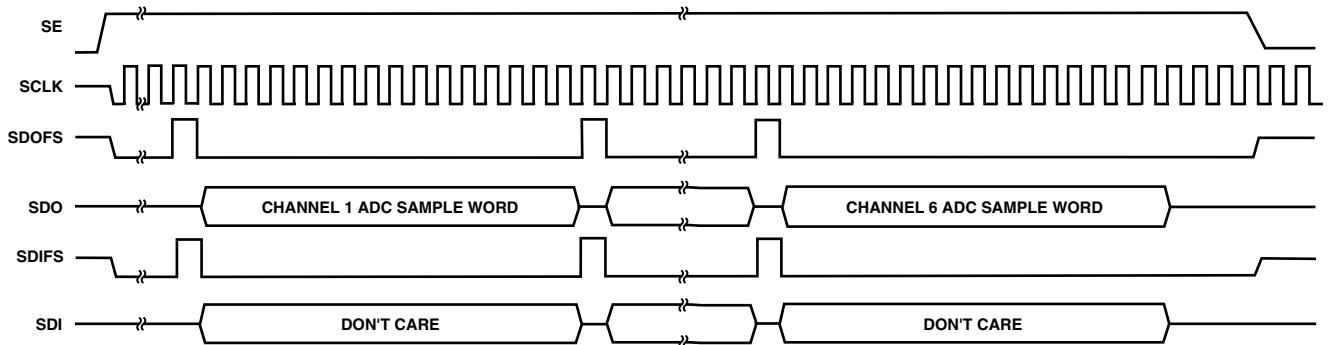 SE
SCLK
SDOFS
SDO
CHANNEL 1 ADC SAMPLE WORD
CHANNEL 6 ADC SAMPLE WORD
SDIFS
SDI
DON'T CARE
DON'T CARE